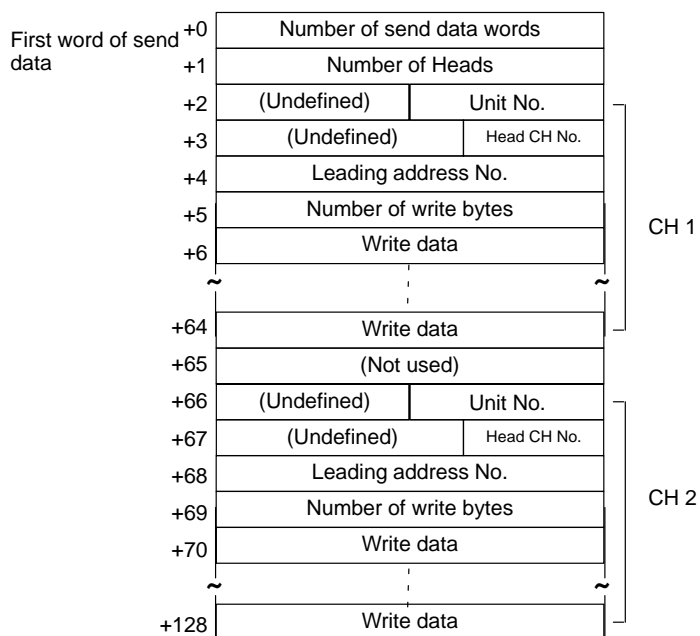 First word of send
data
+0 Number of send data words
+1 Number of Heads
+2 (Undefined) Unit No.
+3 (Undefined) Head CH No.
+4 Leading address No.
+5 Number of write bytes
+6 Write data
CH 1
~ ~
+64 Write data
+65 (Not used)
+66 (Undefined) Unit No.
+67 (Undefined) Head CH No.
+68 Leading address No.
+69 Number of write bytes
+70 Write data
CH 2
~ ~
+128 Write data